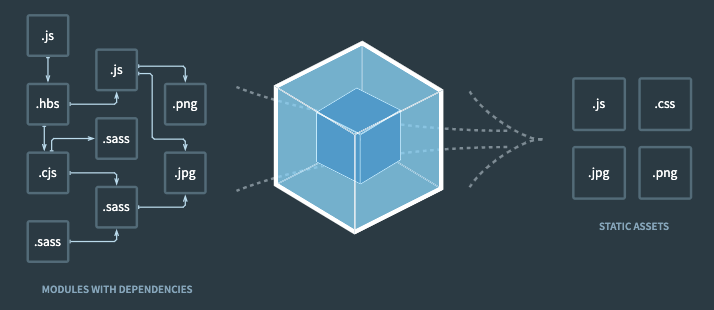 .js
.js
.hbs
.png
.sass
.cjs
.jpg
.sass
.sass
MODULES WITH DEPENDENCIES
.js
.css
.jpg
.png
STATIC ASSETS